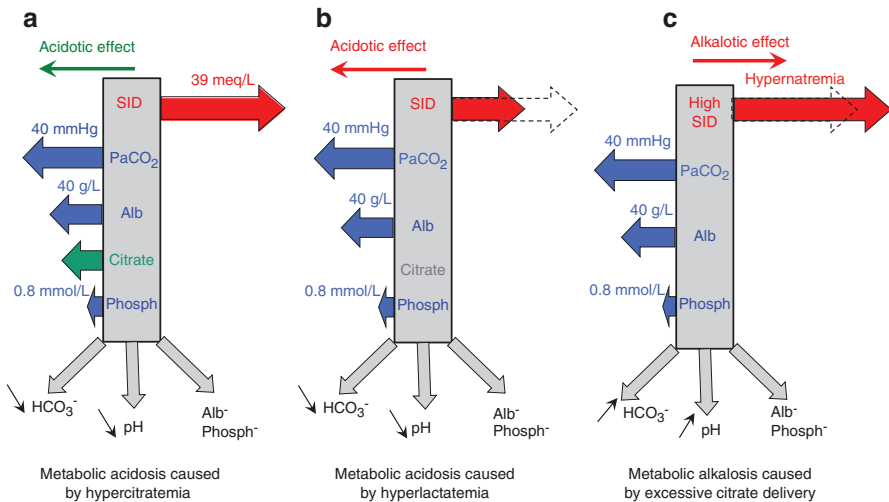 a
Acidotic effect
39 meq/L
SID
40 mmHg
PaCO₂
40 g/L
Alb
Citrate
0.8 mmol/L
Phosph
HCO₃⁻
pH
Alb⁻
Phosph⁻
Metabolic acidosis caused
by hypercitratemia
b
Acidotic effect
SID
40 mmHg
PaCO₂
40 g/L
Alb
Citrate
0.8 mmol/L
Phosph
HCO₃⁻
pH
Alb⁻
Phosph⁻
Metabolic acidosis caused
by hyperlactatemia
c
Alkalotic effect
Hypernatremia
High
SID
40 mmHg
PaCO₂
40 g/L
Alb
0.8 mmol/L
Phosph
HCO₃⁻
pH
Alb⁻
Phosph⁻
Metabolic alkalosis caused
by excessive citrate delivery